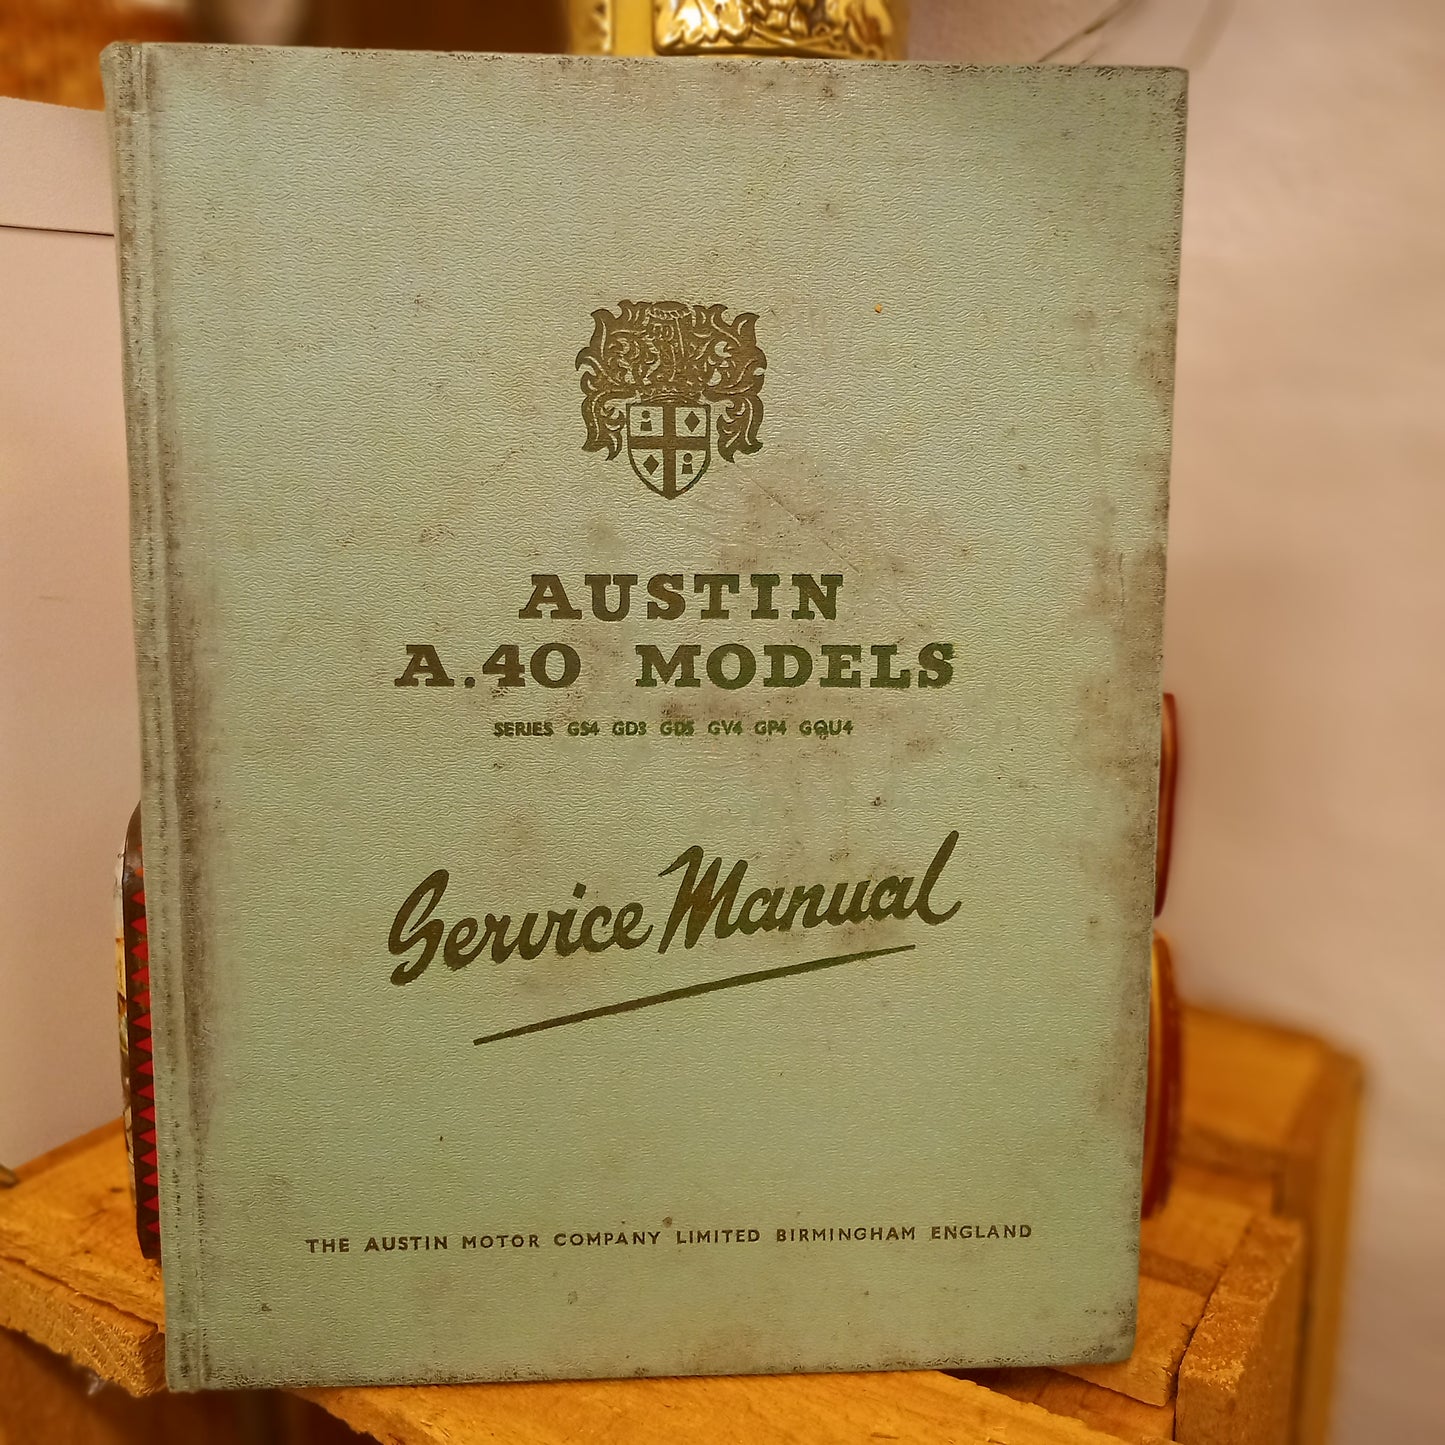 AUSTIN
A.40 MODELS
SERIES GS4 GD3 GD5 GV4 GP4 GQU4
Service Manual
THE AUSTIN MOTOR COMPANY LIMITED BIRMINGHAM ENGLAND